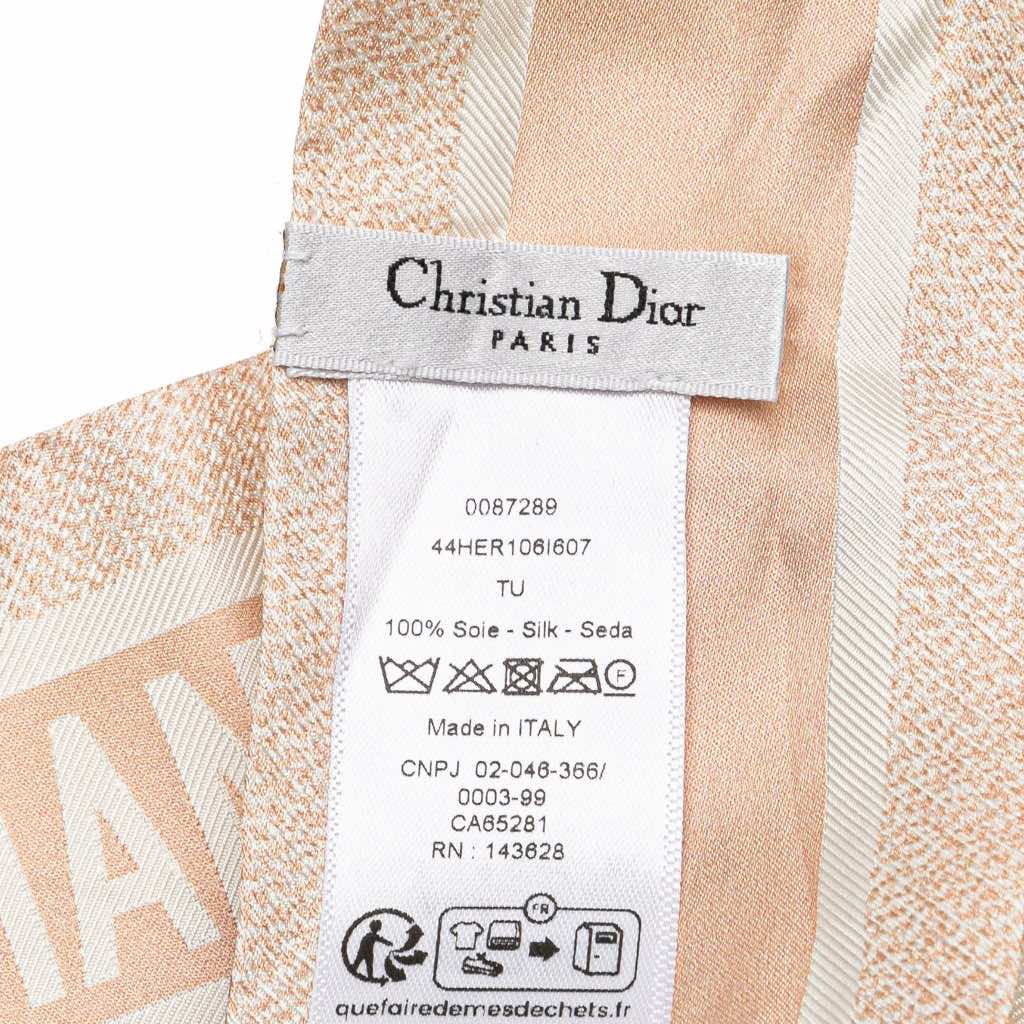 Christian Dior
PARIS
0087289
44HER106I607
TU
100% Soie - Silk - Seda
F
Made in ITALY
CNPJ 02-046-366/
0003-99
CA65281
RN : 143628
FR
quefairedemesdechets.fr